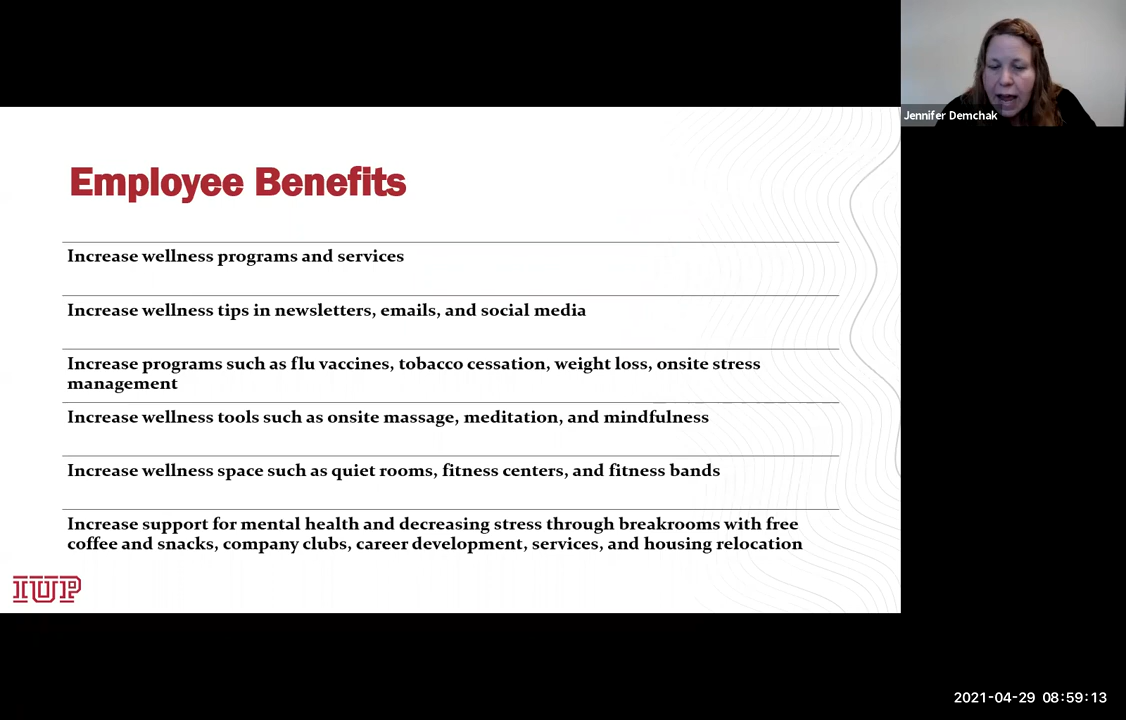 Jennifer Demchak
Employee Benefits
Increase wellness programs and services
Increase wellness tips in newsletters, emails, and social media
Increase programs such as flu vaccines, tobacco cessation, weight loss, onsite stress
management
Increase wellness tools such as onsite massage, meditation, and mindfulness
Increase wellness space such as quiet rooms, fitness centers, and fitness bands
Increase support for mental health and decreasing stress through breakrooms with free
coffee and snacks, company clubs, career development, services, and housing relocation
IUP
2021-04-29 08:59:13